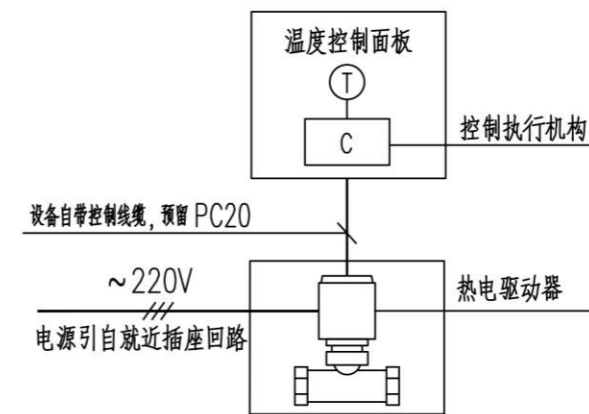 温度控制面板
T
C
控制执行机构
设备自带控制线缆，预留 PC20
～220V
热电驱动器
电源引自就近插座回路